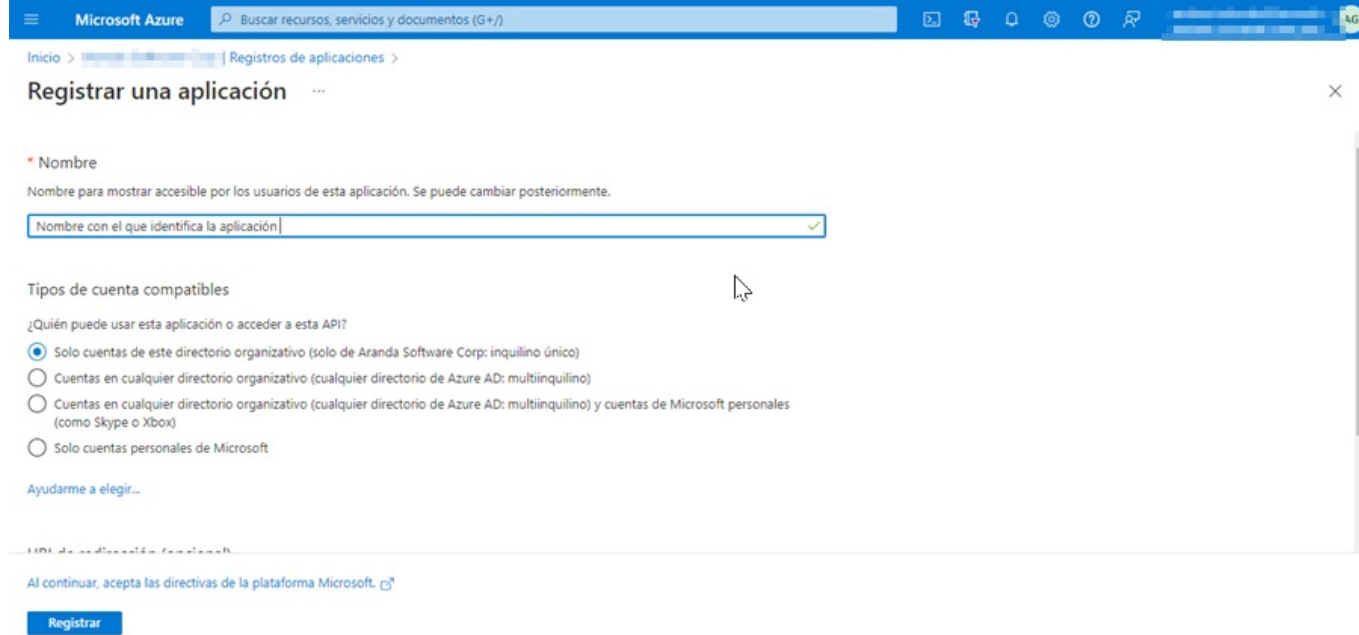 Microsoft Azure
Buscar recursos, servicios y documentos (G+/)
AG
Inicio > | Registros de aplicaciones >
Registrar una aplicación ...
* Nombre
Nombre para mostrar accesible por los usuarios de esta aplicación. Se puede cambiar posteriormente.
Nombre con el que identifica la aplicación
Tipos de cuenta compatibles
¿Quién puede usar esta aplicación o acceder a esta API?
Solo cuentas de este directorio organizativo (solo de Aranda Software Corp: inquilino único)
Cuentas en cualquier directorio organizativo (cualquier directorio de Azure AD: multiinquilino)
Cuentas en cualquier directorio organizativo (cualquier directorio de Azure AD: multiinquilino) y cuentas de Microsoft personales
(como Skype o Xbox)
Solo cuentas personales de Microsoft
Ayudarme a elegir...
URI de redirección (opcional)
Al continuar, acepta las directivas de la plataforma Microsoft.
Registrar